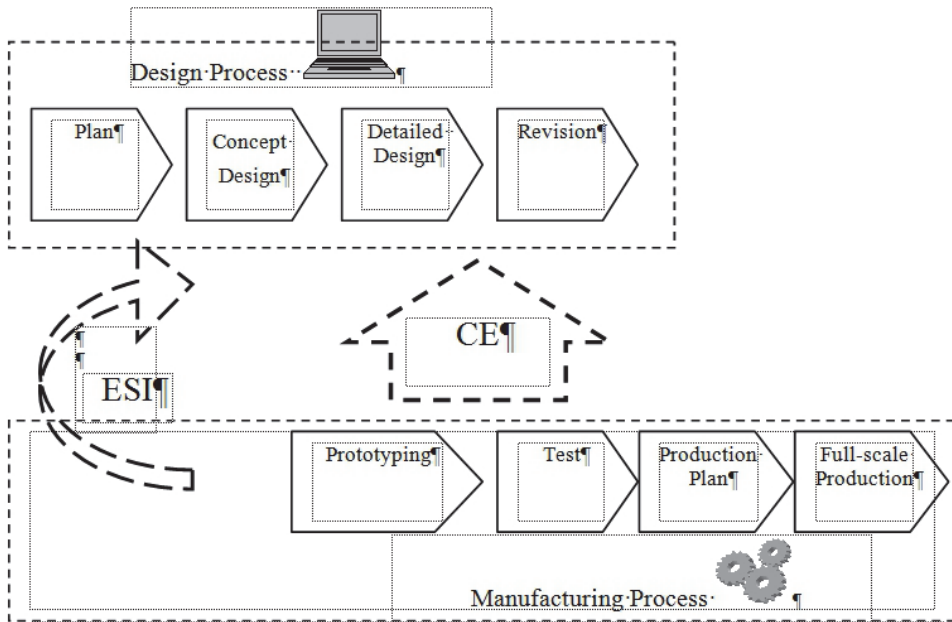 Design·Process··¶
Plan¶
Concept·
Design¶
Detailed··
Design¶
Revision¶
¶
¶
ESI¶
CE¶
Prototyping¶
Test¶
Production·
Plan¶
Full-scale·
Production¶
Manufacturing·Process· ¶